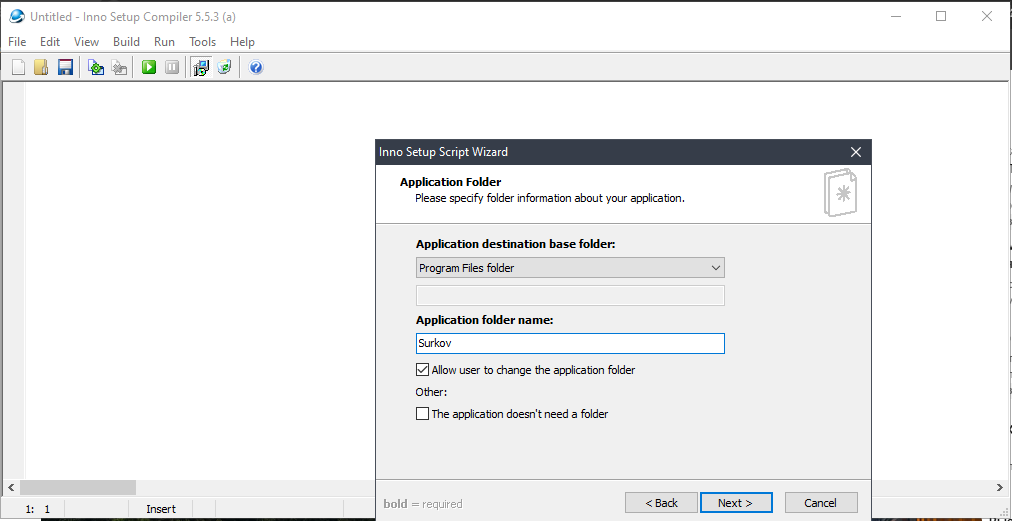 Untitled - Inno Setup Compiler 5.5.3 (a)
File Edit View Build Run Tools Help
Inno Setup Script Wizard
Application Folder
Please specify folder information about your application.
Application destination base folder:
Program Files folder
Application folder name:
Surkov
Allow user to change the application folder
Other:
The application doesn't need a folder
bold = required
< Back Next > Cancel
1: 1 Insert